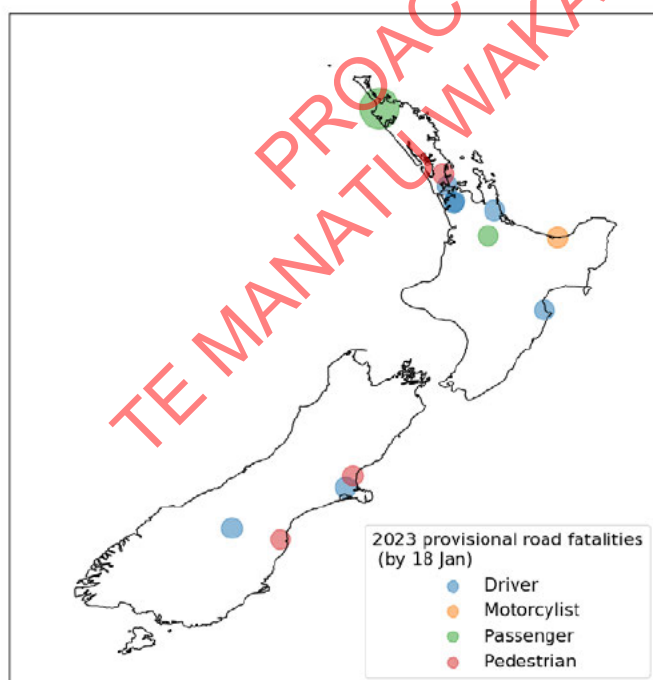 PROAC
TE MANATU WAKA
2023 provisional road fatalities
(by 18 Jan)
Driver
Motorcylist
Passenger
Pedestrian